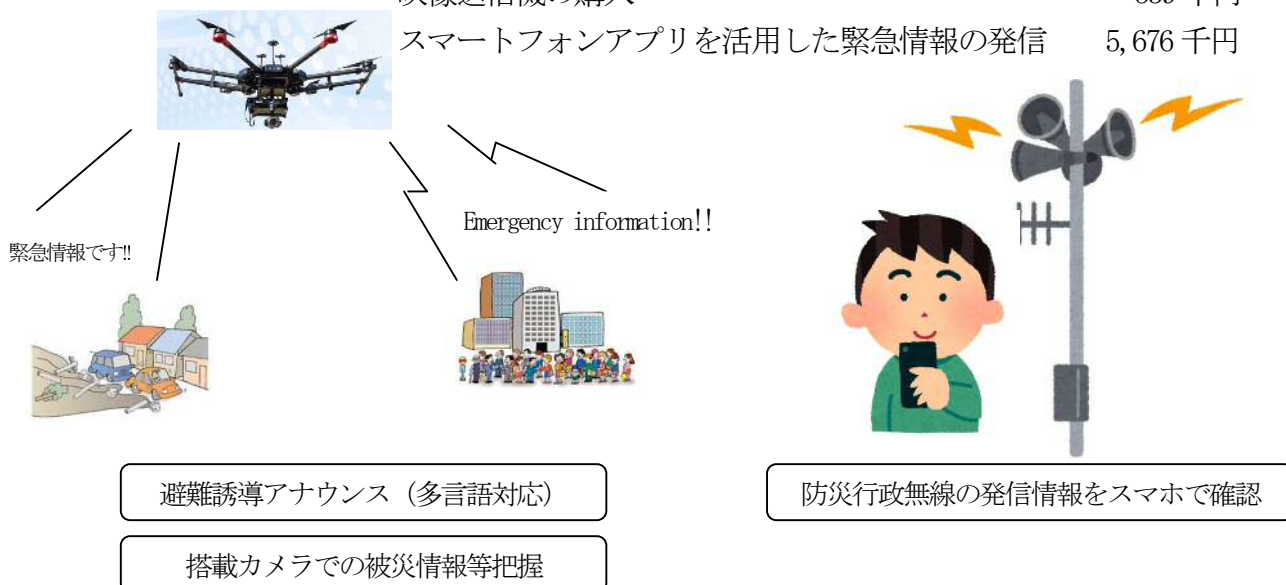 スマートフォンアプリを活用した緊急情報の発信 5,676千円
Emergency information!!
緊急情報です!!
避難誘導アナウンス(多言語対応)
防災行政無線の発信情報をスマホで確認
搭載カメラでの被災情報等把握